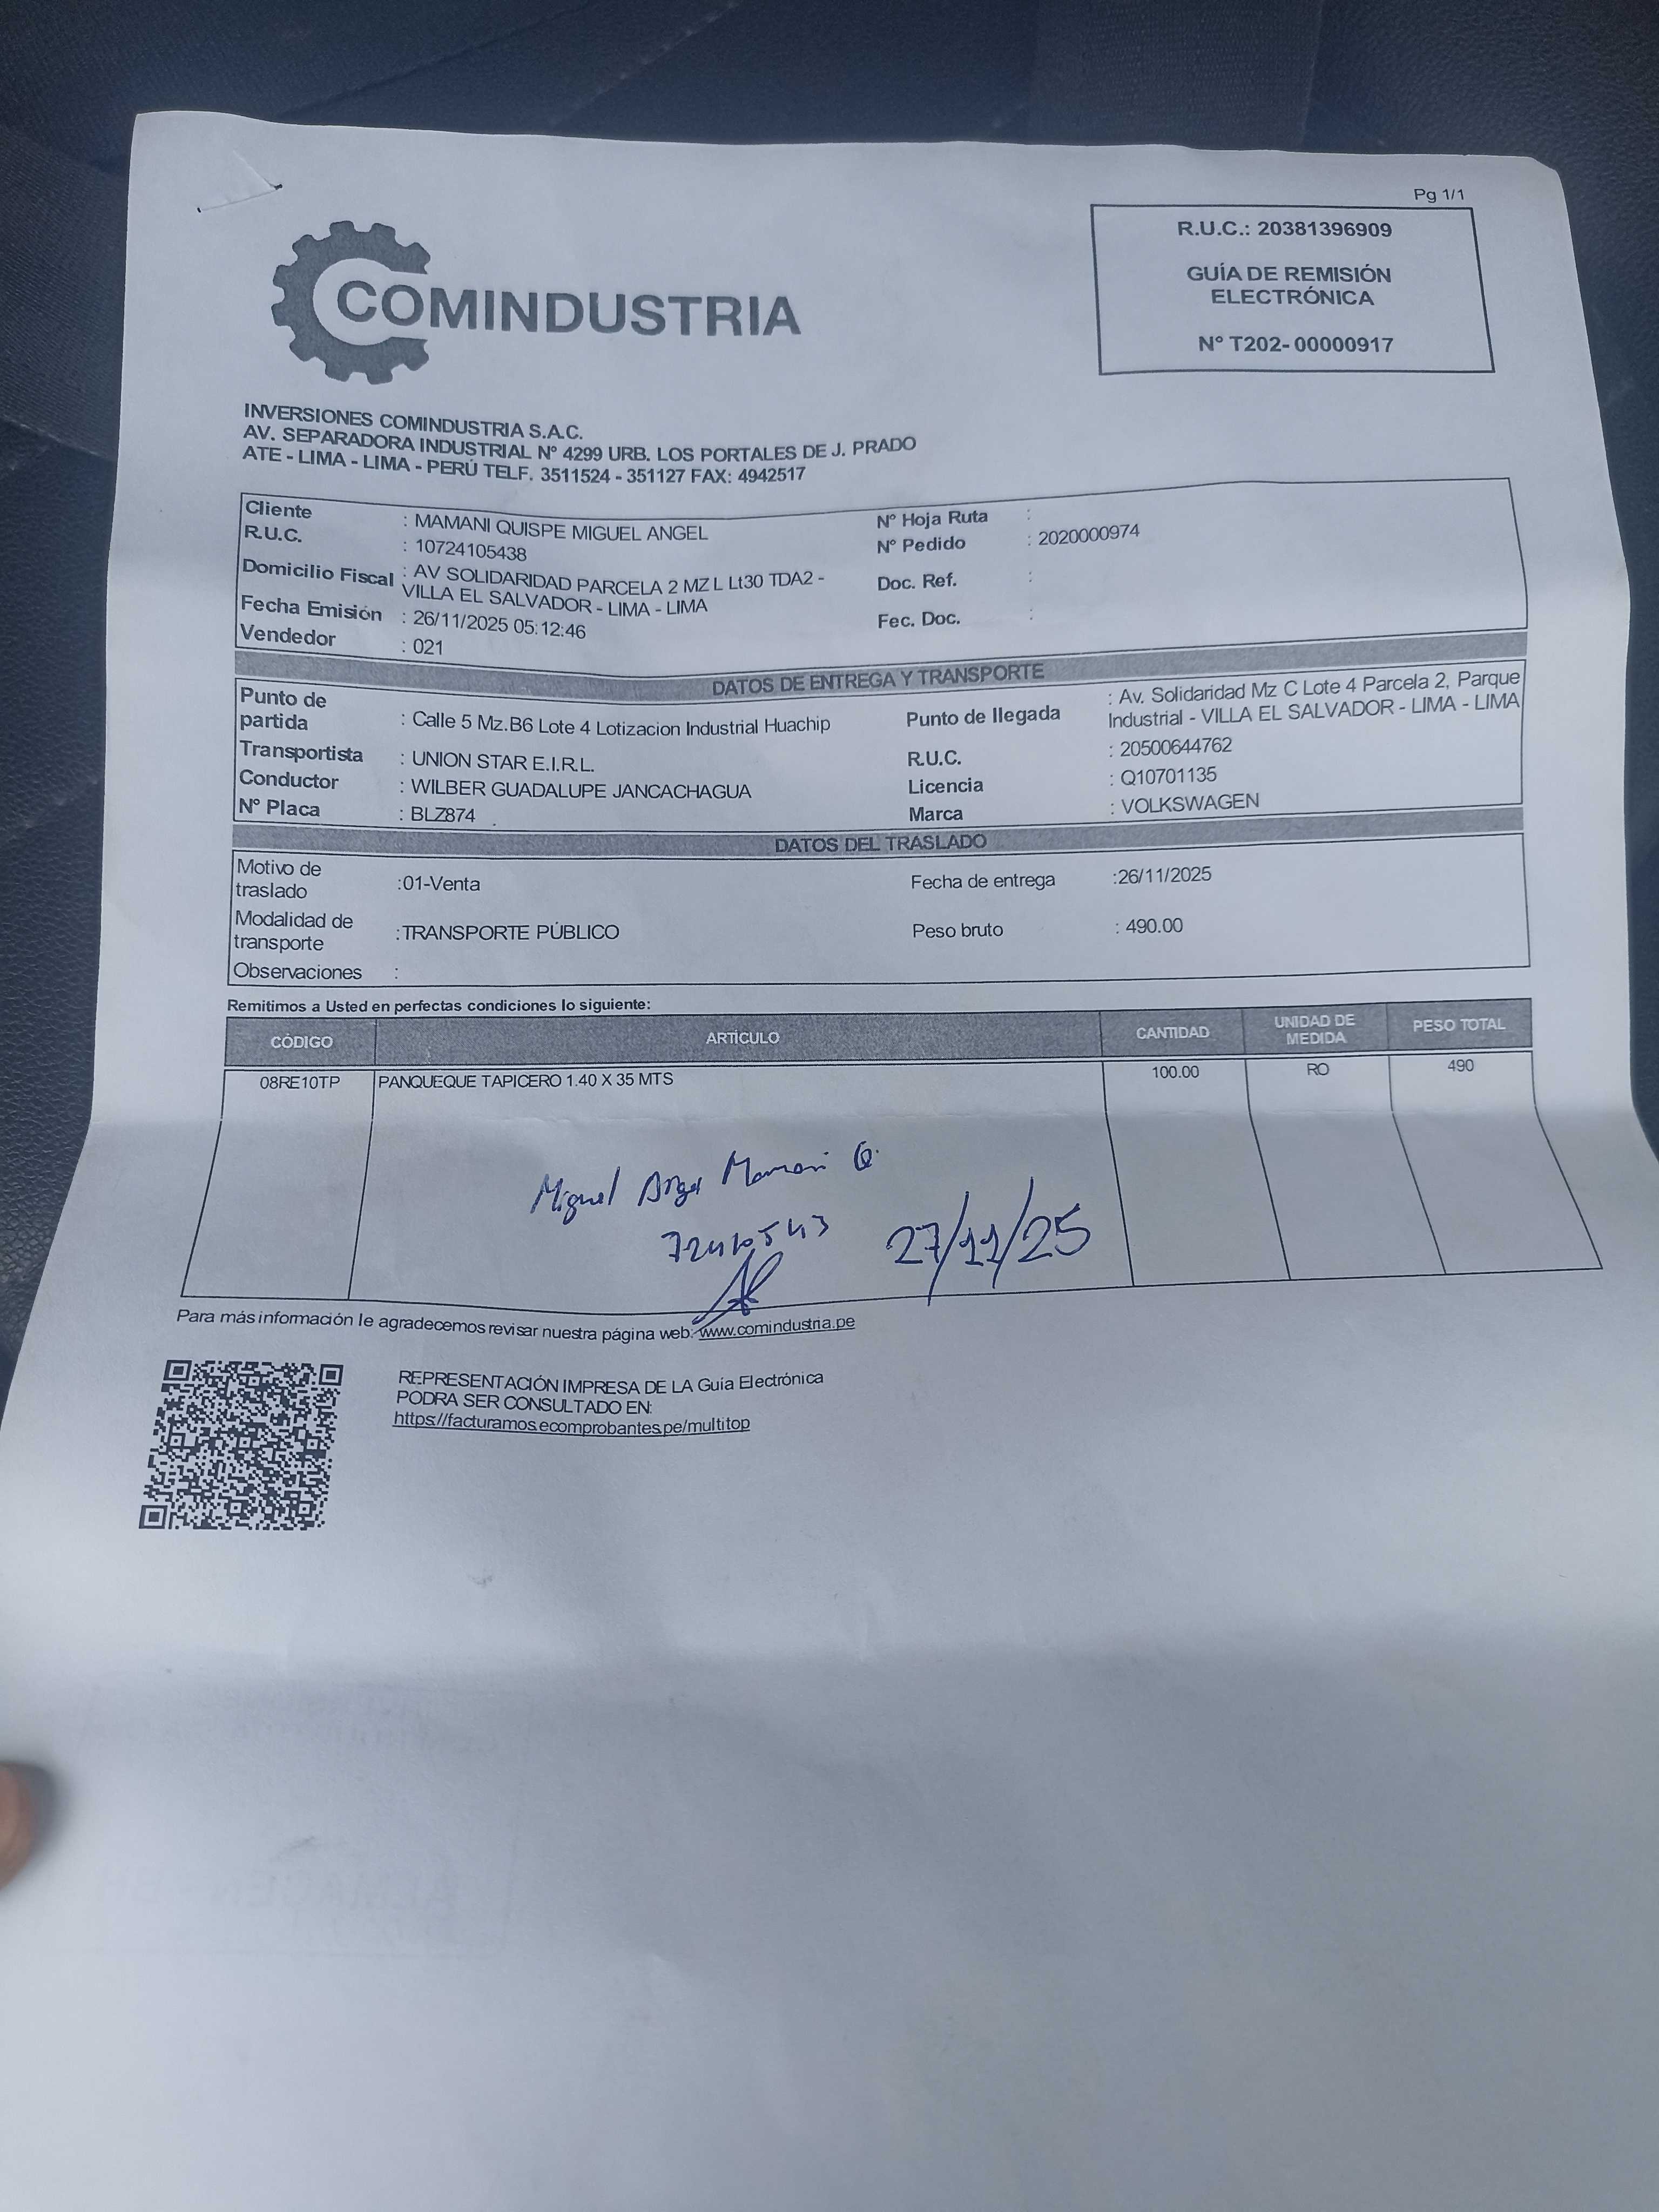 Pg 1/1
COMINDUSTRIA
R.U.C.: 20381396909
GUÍA DE REMISIÓN
ELECTRÓNICA
Nº T202- 00000917
INVERSIONES COMINDUSTRIA S.A.C.
AV. SEPARADORA INDUSTRIAL Nº 4299 URB. LOS PORTALES DE J. PRADO
ATE - LIMA - LIMA - PERÚ TELF. 3511524 - 351127 FAX: 4942517
Cliente : MAMANI QUISPE MIGUEL ANGEL
R.U.C. : 10724105438
Domicilio Fiscal : AV SOLIDARIDAD PARCELA 2 MZ L Lt30 TDA2 -
VILLA EL SALVADOR - LIMA - LIMA
Fecha Emisión : 26/11/2025 05:12:46
Vendedor : 021
Nº Hoja Ruta :
Nº Pedido : 2020000974
Doc. Ref. :
Fec. Doc. :
DATOS DE ENTREGA Y TRANSPORTE
Punto de
partida : Calle 5 Mz.B6 Lote 4 Lotizacion Industrial Huachip
Transportista : UNION STAR E.I.R.L.
Conductor : WILBER GUADALUPE JANCACHAGUA
Nº Placa : BLZ874
Punto de llegada : Av. Solidaridad Mz C Lote 4 Parcela 2, Parque
Industrial - VILLA EL SALVADOR - LIMA - LIMA
R.U.C. : 20500644762
Licencia : Q10701135
Marca : VOLKSWAGEN
DATOS DEL TRASLADO
Motivo de
traslado :01-Venta
Fecha de entrega :26/11/2025
Modalidad de
transporte :TRANSPORTE PÚBLICO
Peso bruto : 490.00
Observaciones :
Remitimos a Usted en perfectas condiciones lo siguiente:
CÓDIGO ARTÍCULO CANTIDAD UNIDAD DE MEDIDA PESO TOTAL
08RE10TP PANQUEQUE TAPICERO 1.40 X 35 MTS 100.00 RO 490
Miguel Angel Mamani Q.
72410543
27/11/25
Para más información le agradecemos revisar nuestra página web: www.comindustria.pe
REPRESENTACIÓN IMPRESA DE LA Guía Electrónica
PODRA SER CONSULTADO EN:
https://facturamos.ecomprobantes.pe/multitop